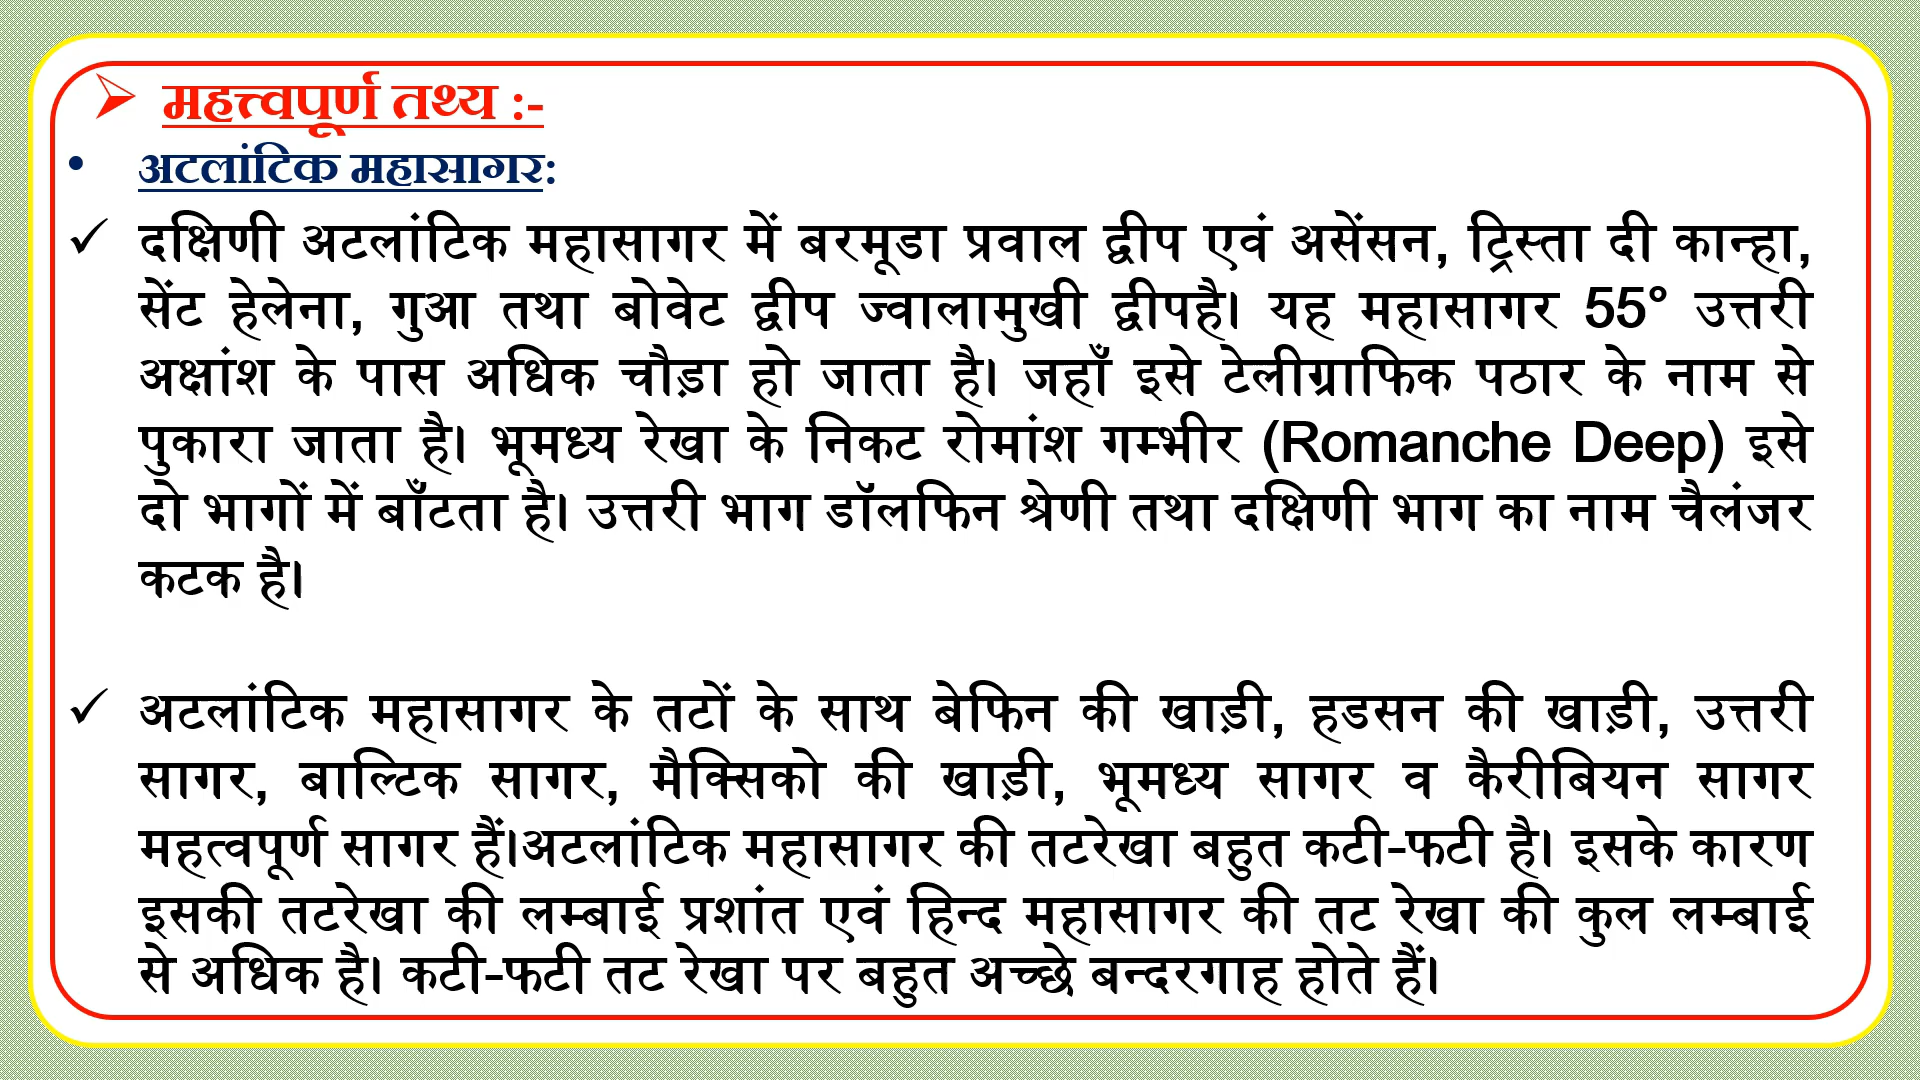 महत्त्वपूर्ण तथ्य :-
अटलांटिक महासागर:
दक्षिणी अटलांटिक महासागर में बरमूडा प्रवाल द्वीप एवं असेंसन, ट्रिस्ता दी कान्हा,
सेंट हेलेना, गुआ तथा बोवेट द्वीप ज्वालामुखी द्वीपहै। यह महासागर 55° उत्तरी
अक्षांश के पास अधिक चौड़ा हो जाता है। जहाँ इसे टेलीग्राफिक पठार के नाम से
पुकारा जाता है। भूमध्य रेखा के निकट रोमांश गम्भीर (Romanche Deep) इसे
दो भागों में बाँटता है। उत्तरी भाग डॉलफिन श्रेणी तथा दक्षिणी भाग का नाम चैलंजर
कटक है।
अटलांटिक महासागर के तटों के साथ बेफिन की खाड़ी, हडसन की खाड़ी, उत्तरी
सागर, बाल्टिक सागर, मैक्सिको की खाड़ी, भूमध्य सागर व कैरीबियन सागर
महत्वपूर्ण सागर हैं।अटलांटिक महासागर की तटरेखा बहुत कटी-फटी है। इसके कारण
इसकी तटरेखा की लम्बाई प्रशांत एवं हिन्द महासागर की तट रेखा की कुल लम्बाई
से अधिक है। कटी-फटी तट रेखा पर बहुत अच्छे बन्दरगाह होते हैं।